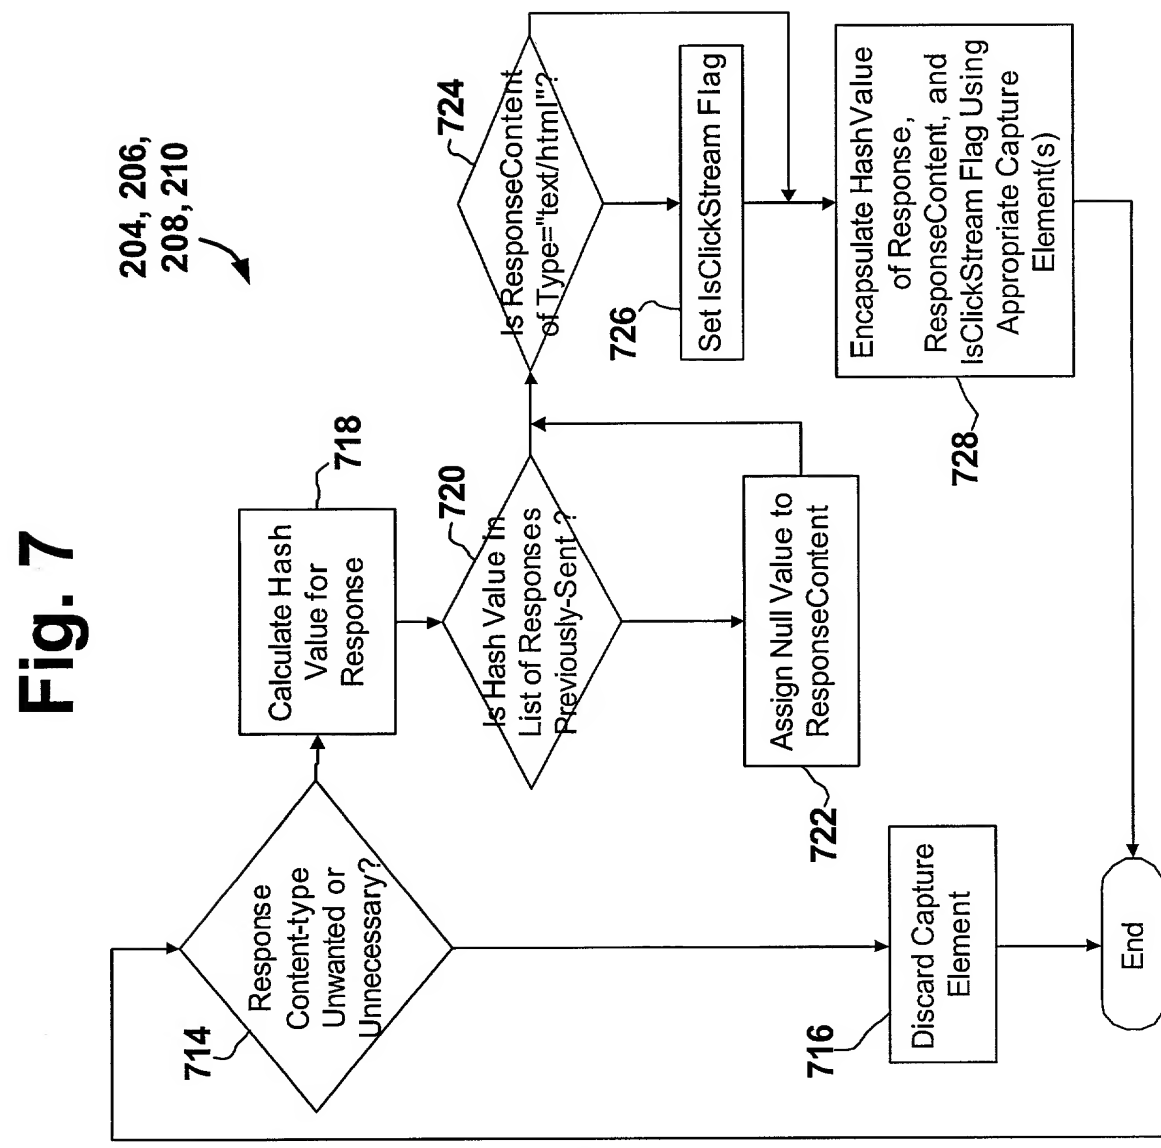 Fig. 7
204, 206,
208, 210
714
Response
Content-type
Unwanted or
Unnecessary?
716
Discard Capture
Element
End
718
Calculate Hash
Value for
Response
720
Is Hash Value in
List of Responses
Previously-Sent ?
722
Assign Null Value to
ResponseContent
724
Is ResponseContent
of Type="text/html"?
726
Set IsClickStream Flag
728
Encapsulate HashValue
of Response,
ResponseContent, and
IsClickStream Flag Using
Appropriate Capture
Element(s)